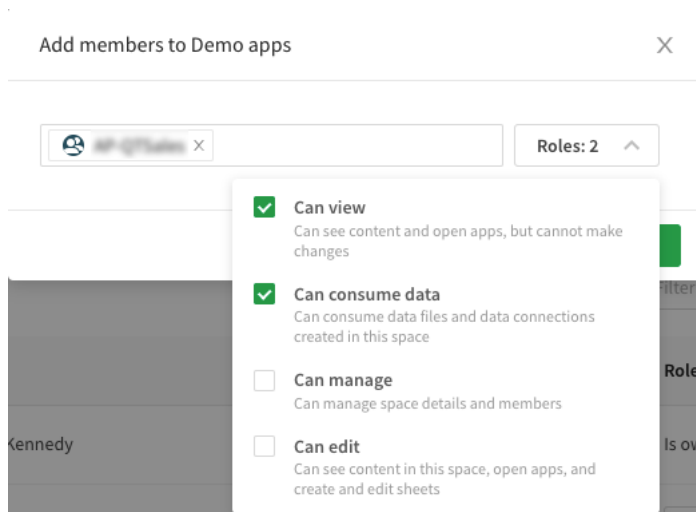 Add members to Demo apps
Roles: 2
Can view
Can see content and open apps, but cannot make
changes
Can consume data
Can consume data files and data connections
created in this space
Filter
Role
Can manage
Can manage space details and members
Kennedy
Is ow
Can edit
Can see content in this space, open apps, and
create and edit sheets